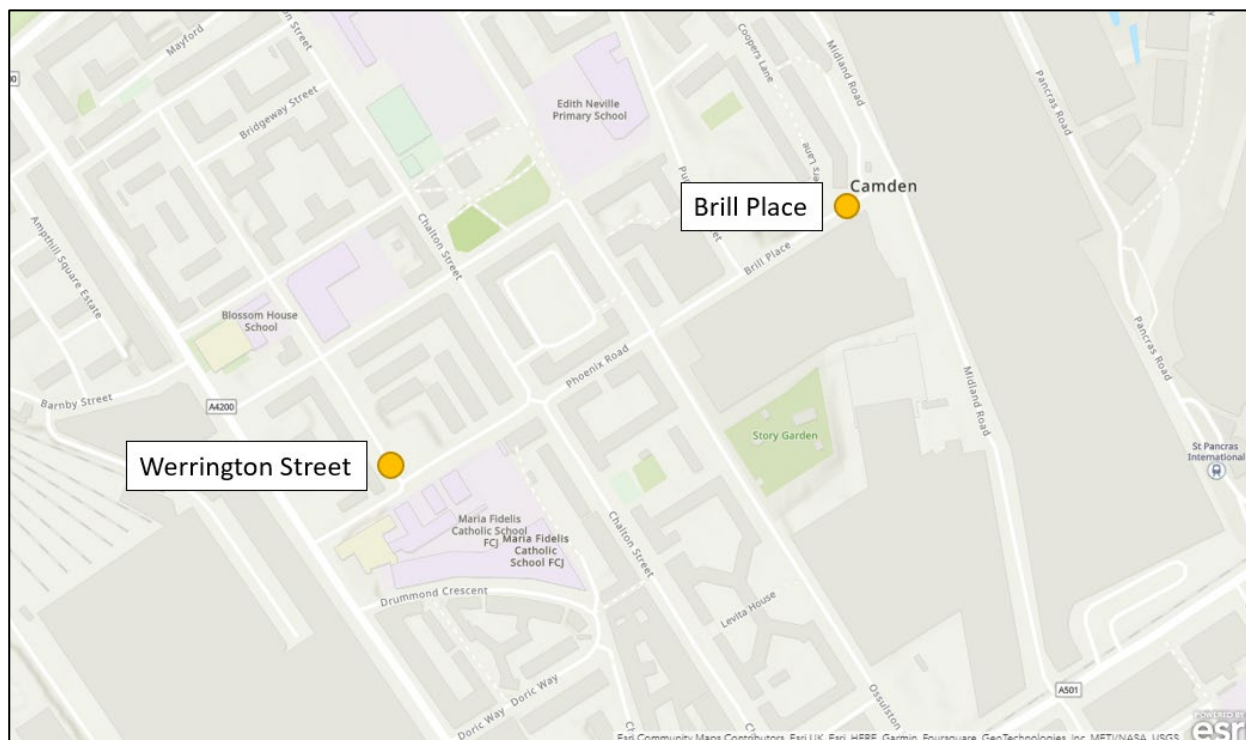 Mayford
Bridgeway Street
Chalton Street
Ampthill Square Estate
Edith Neville
Primary School
Coopers Lane
Midland Road
Pancras Road
Camden
Brill Place
Brill Place
Blossom House
School
Barnby Street
A4200
Phoenix Road
Werrington Street
Story Garden
Midland Road
Pancras Road
St Pancras
International
Maria Fidelis
Catholic School
FCJ
Maria Fidelis
Catholic
School FCJ
Drummond Crescent
Chalton Street
Levita House
Doric Way
Doric Way
Ossulston
A501
POWERED BY
esri
Esri Community Maps Contributors, Esri UK, Esri, HERE, Garmin, Foursquare, GeoTechnologies, Inc, METI/NASA, USGS